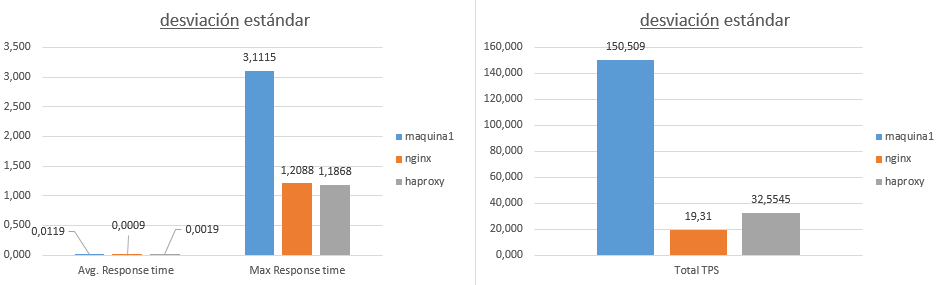 desviación estándar
3,500
3,000
2,500
2,000
1,500
1,000
0,500
0,000
3,1115
1,2088
1,1868
0,0119
0,0009
0,0019
Avg. Response time
Max Response time
maquina1
nginx
haproxy
desviación estándar
160,000
140,000
120,000
100,000
80,000
60,000
40,000
20,000
0,000
150,509
19,31
32,5545
Total TPS
maquina1
nginx
haproxy